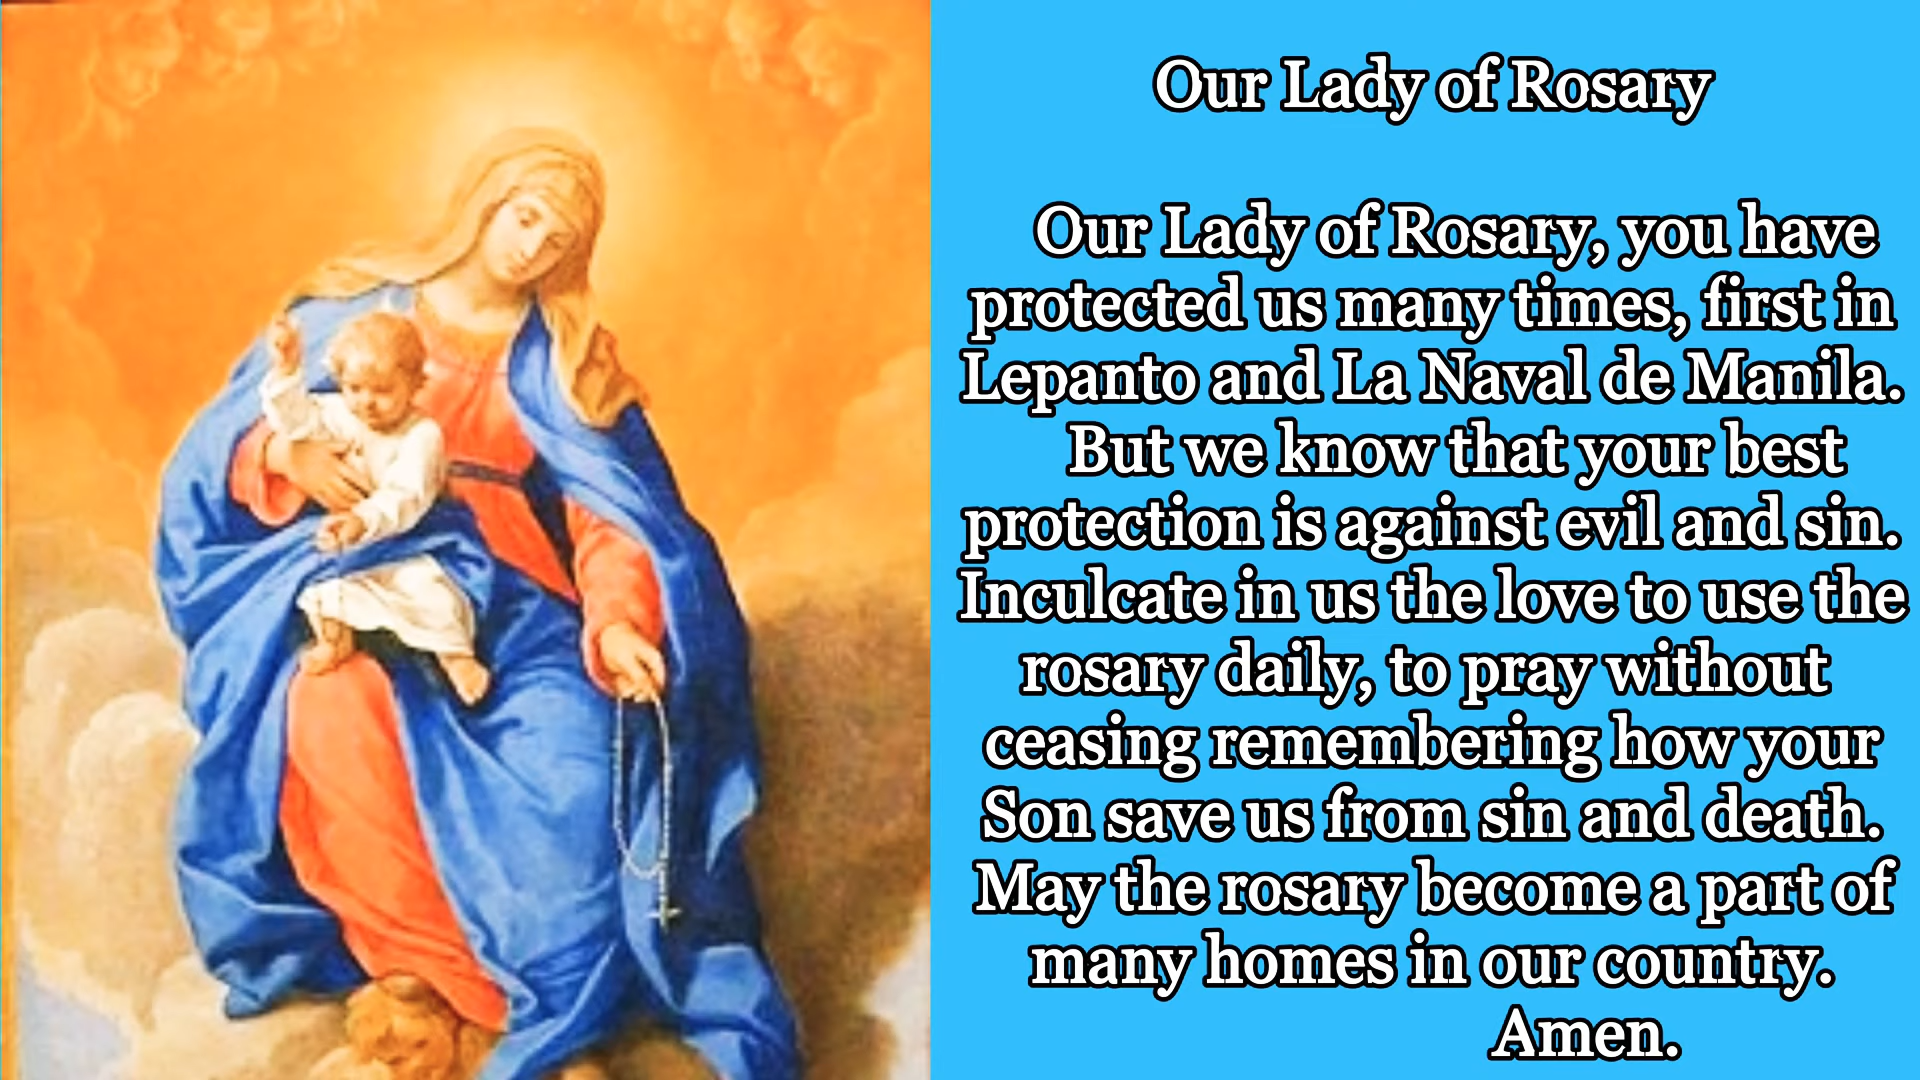 Our Lady of Rosary
Our Lady of Rosary, you have
protected us many times, first in
Lepanto and La Naval de Manila.
But we know that your best
protection is against evil and sin.
Inculcate in us the love to use the
rosary daily, to pray without
ceasing remembering how your
Son save us from sin and death.
May the rosary become a part of
many homes in our country.
Amen.